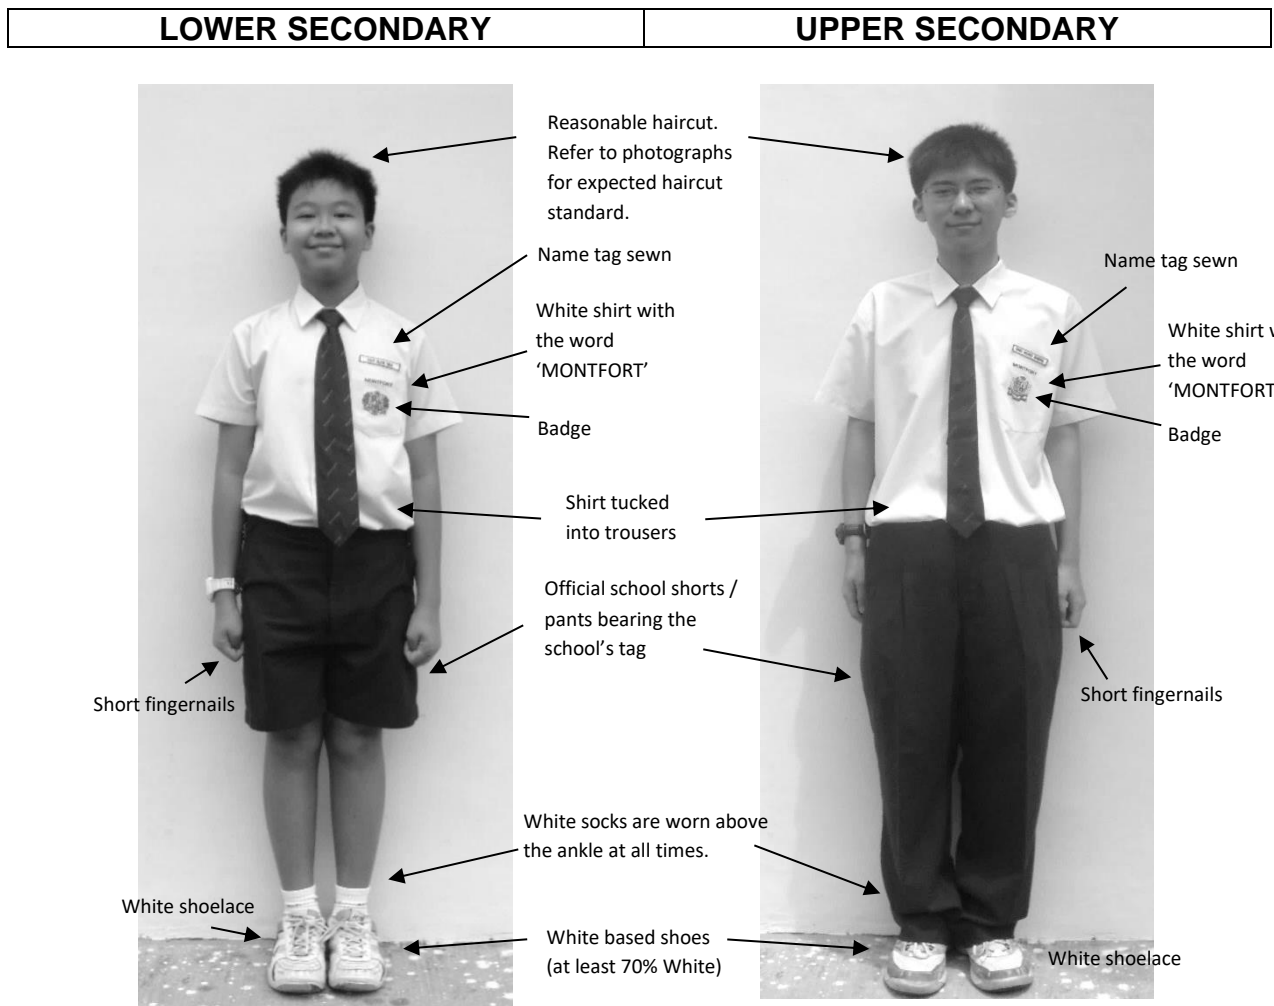 LOWER SECONDARY
UPPER SECONDARY
Reasonable haircut.
Refer to photographs
for expected haircut
standard.
Name tag sewn
White shirt with
the word
‘MONTFORT’
Badge
Shirt tucked
into trousers
Official school shorts /
pants bearing the
school’s tag
Short fingernails
White socks are worn above
the ankle at all times.
White shoelace
White based shoes
(at least 70% White)
Name tag sewn
White shirt
the word
‘MONTFORT
Badge
Short fingernails
White shoelace
MONTFORT
MONTFORT